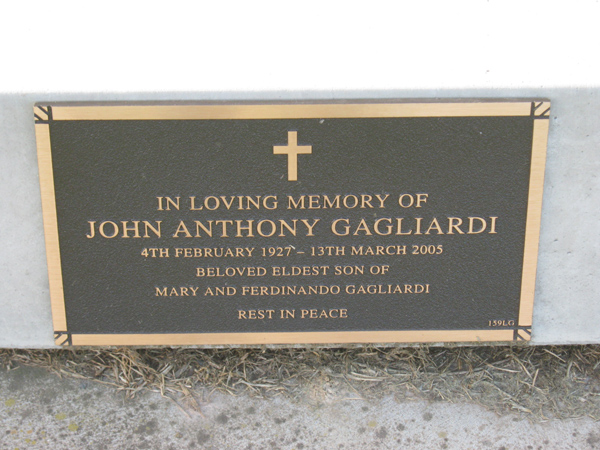 IN LOVING MEMORY OF
JOHN ANTHONY GAGLIARDI
4TH FEBRUARY 1927 – 13TH MARCH 2005
BELOVED ELDEST SON OF
MARY AND FERDINANDO GAGLIARDI
REST IN PEACE
159LG